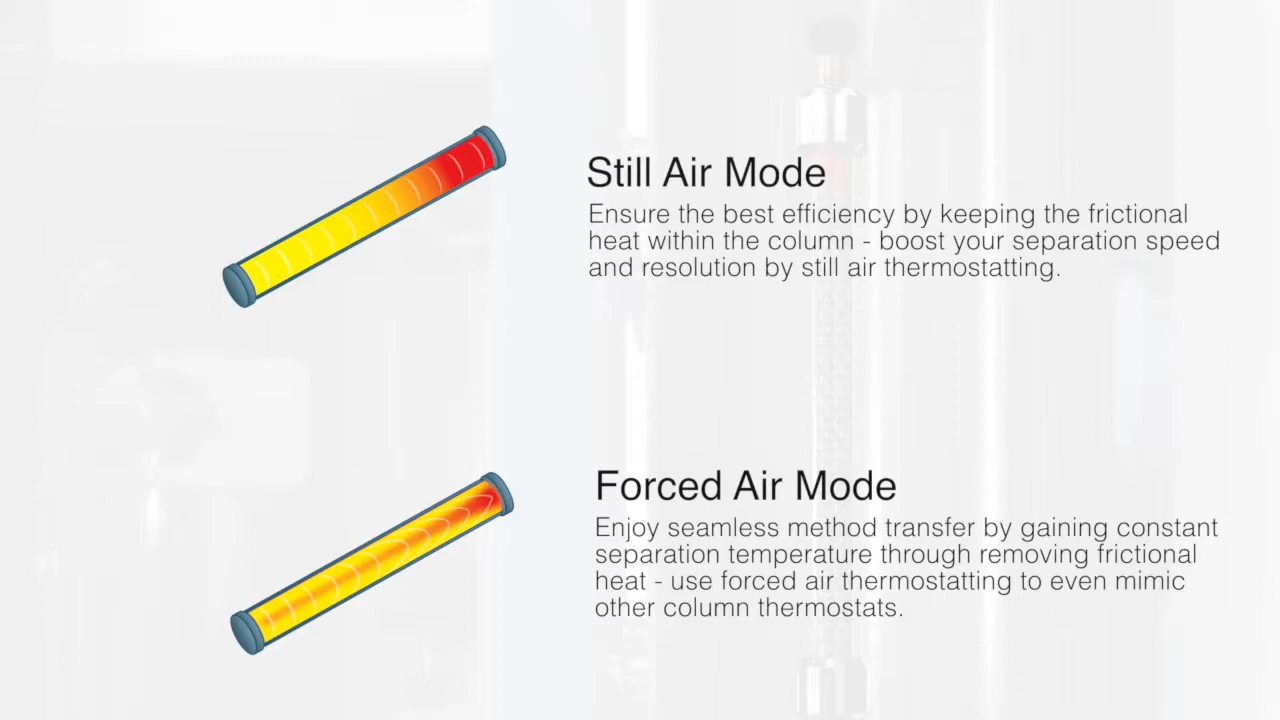 Still Air Mode
Ensure the best efficiency by keeping the frictional
heat within the column - boost your separation speed
and resolution by still air thermostatting.
Forced Air Mode
Enjoy seamless method transfer by gaining constant
separation temperature through removing frictional
heat - use forced air thermostatting to even mimic
other column thermostats.